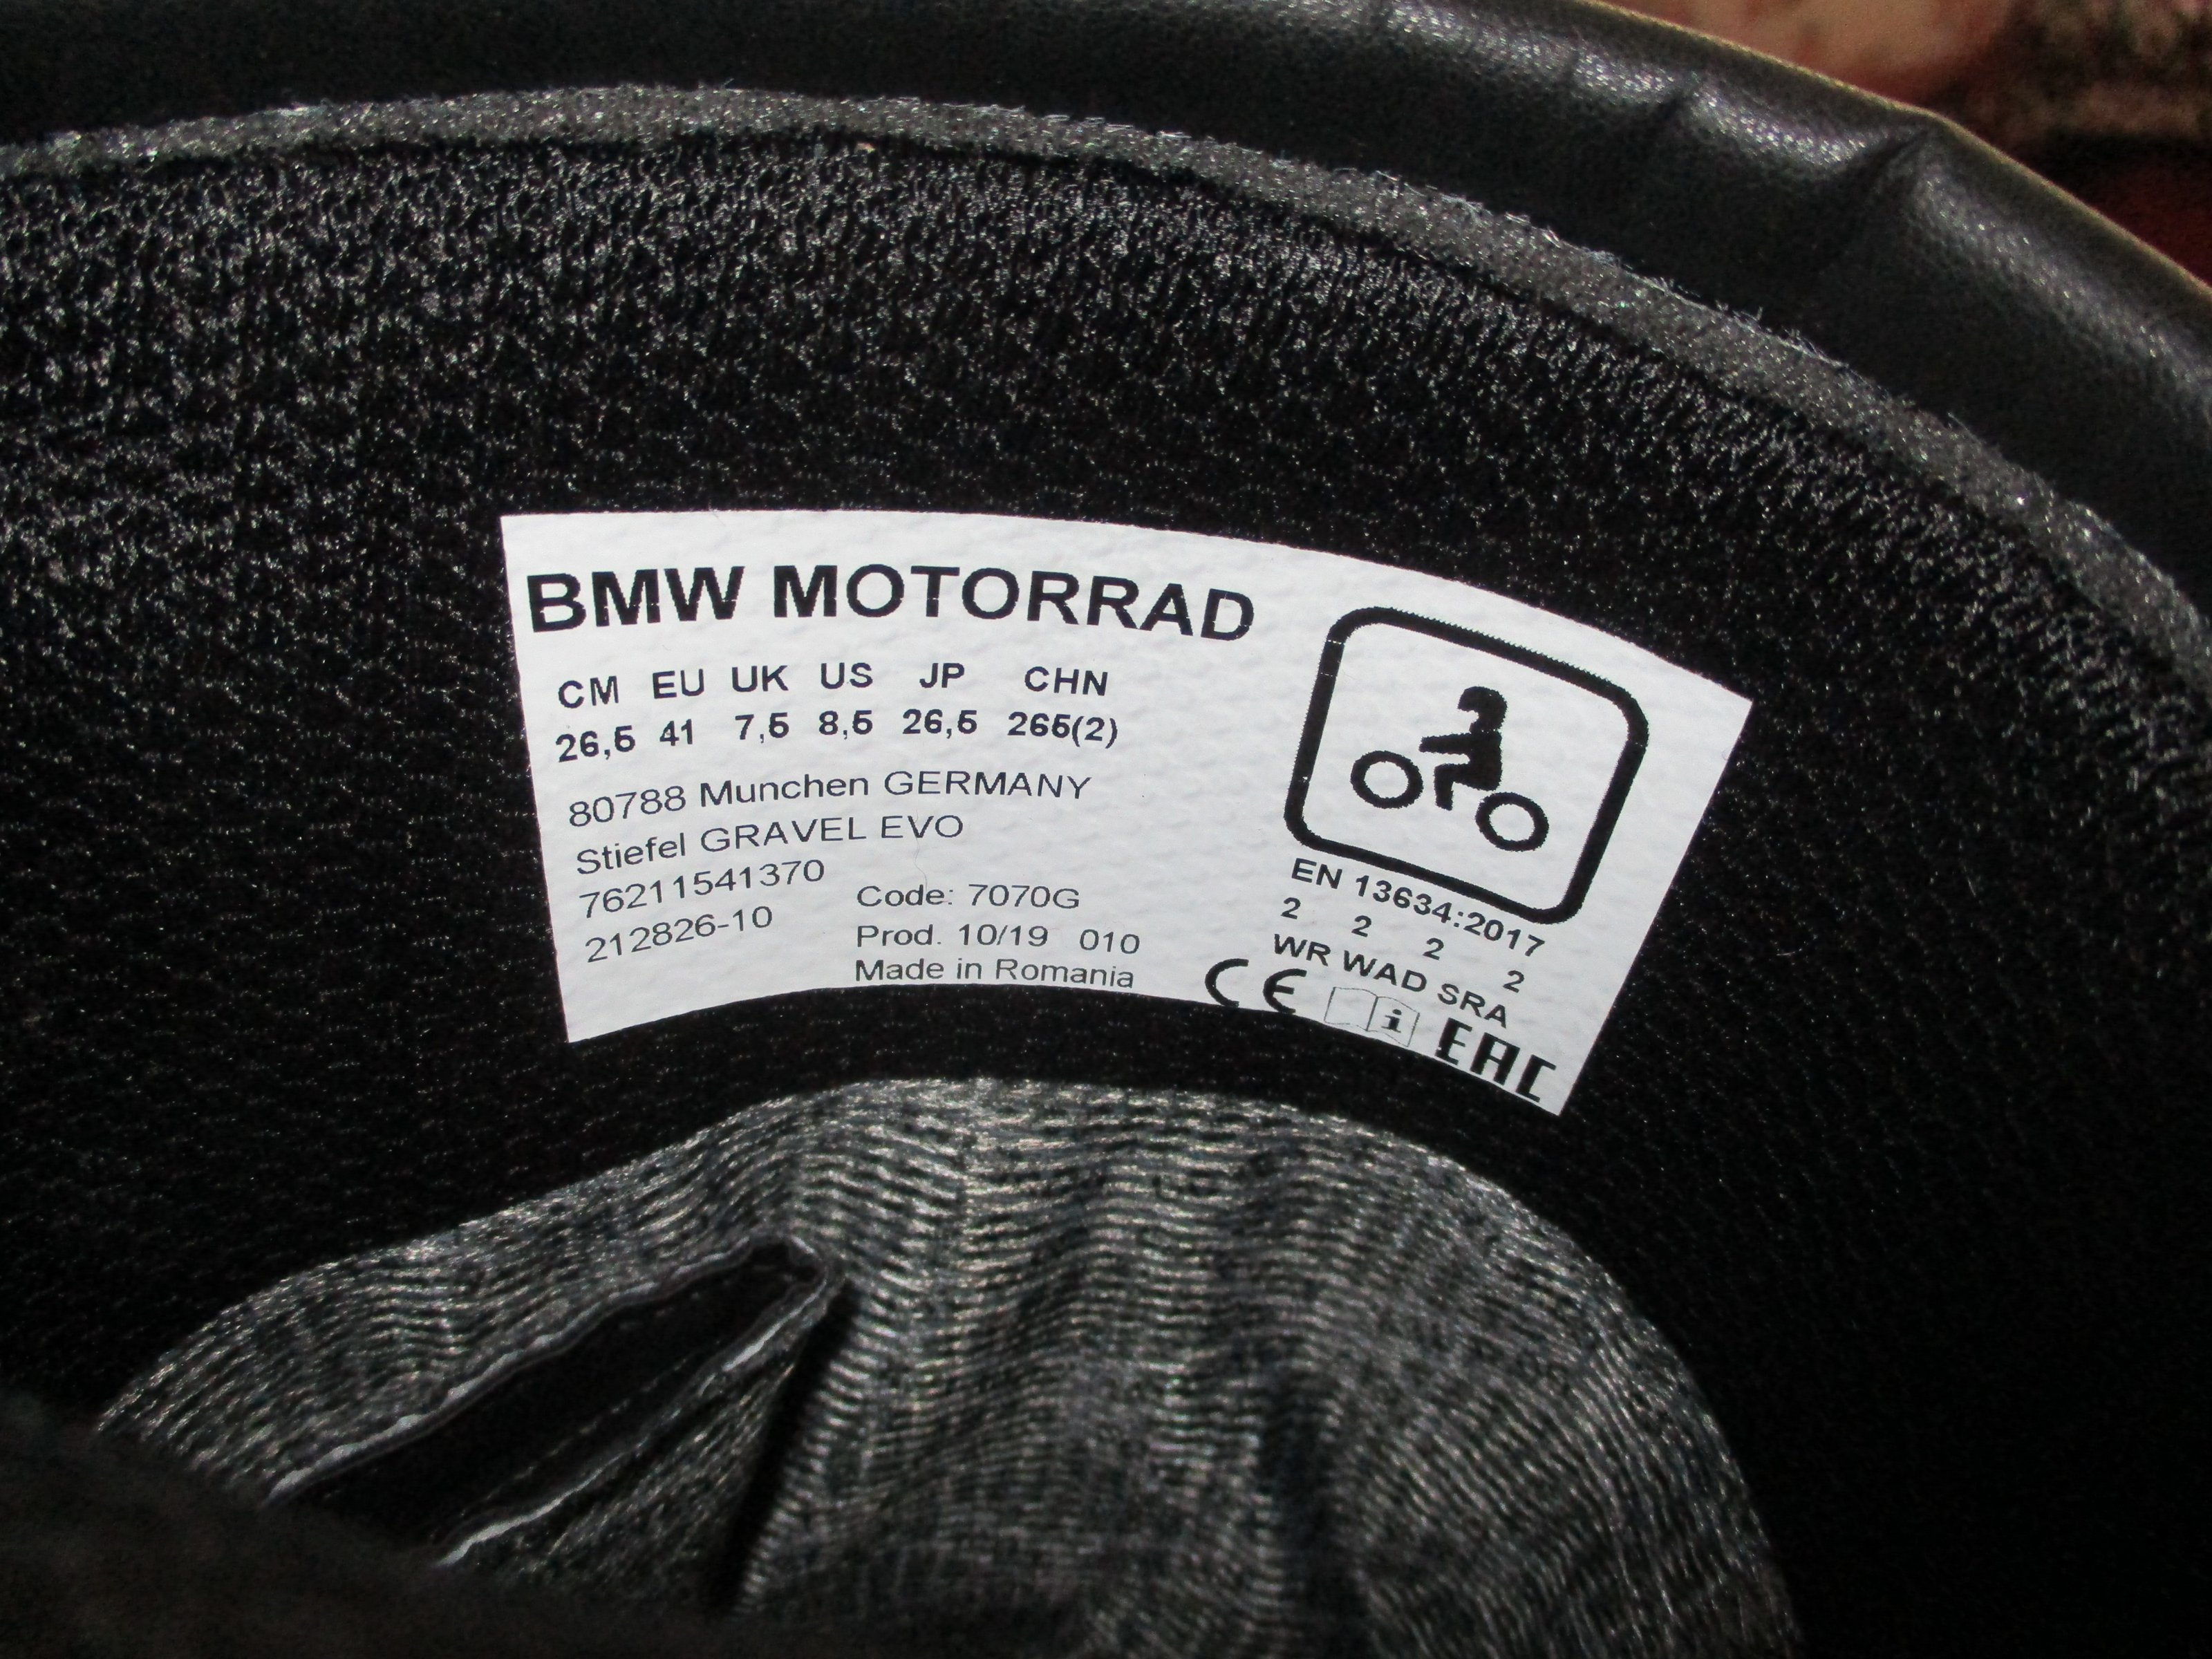 BMW MOTORRAD
CM EU UK US JP CHN
26,5 41 7,5 8,5 26,5 265(2)
80788 Munchen GERMANY
Stiefel GRAVEL EVO
76211541370
212826-10
Code: 7070G
Prod. 10/19 010
Made in Romania
EN 13634:2017
2 2 2 2
WR WAD SRA
CE i EAC